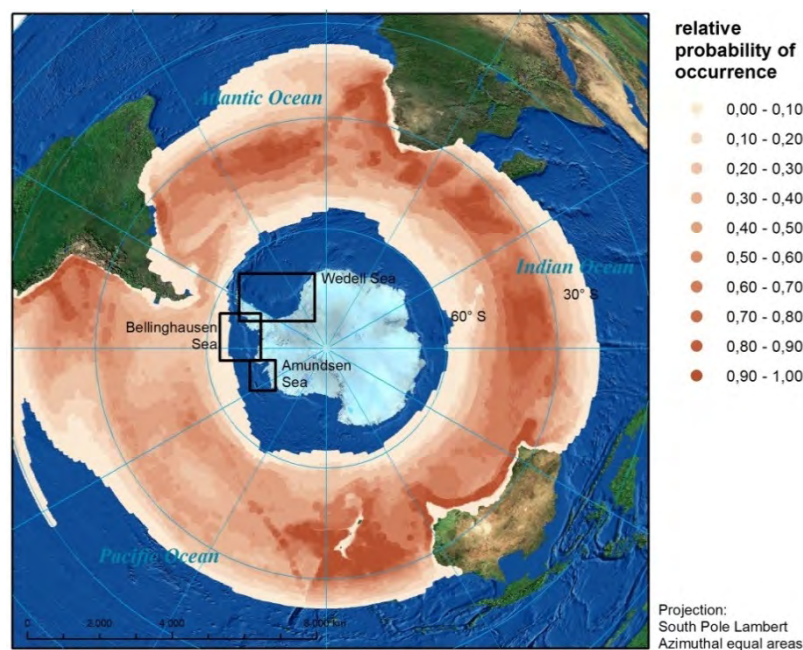 relative
probability of
occurrence
0,00 - 0,10
0,10 - 0,20
0,20 - 0,30
0,30 - 0,40
0,40 - 0,50
0,50 - 0,60
0,60 - 0,70
0,70 - 0,80
0,80 - 0,90
0,90 - 1,00
Atlantic Ocean
Indian Ocean
Wedell Sea
30° S
60° S
Bellinghausen
Sea
Amundsen
Sea
Pacific Ocean
0
2 000
4 000
8 000 km
Projection:
South Pole Lambert
Azimuthal equal areas